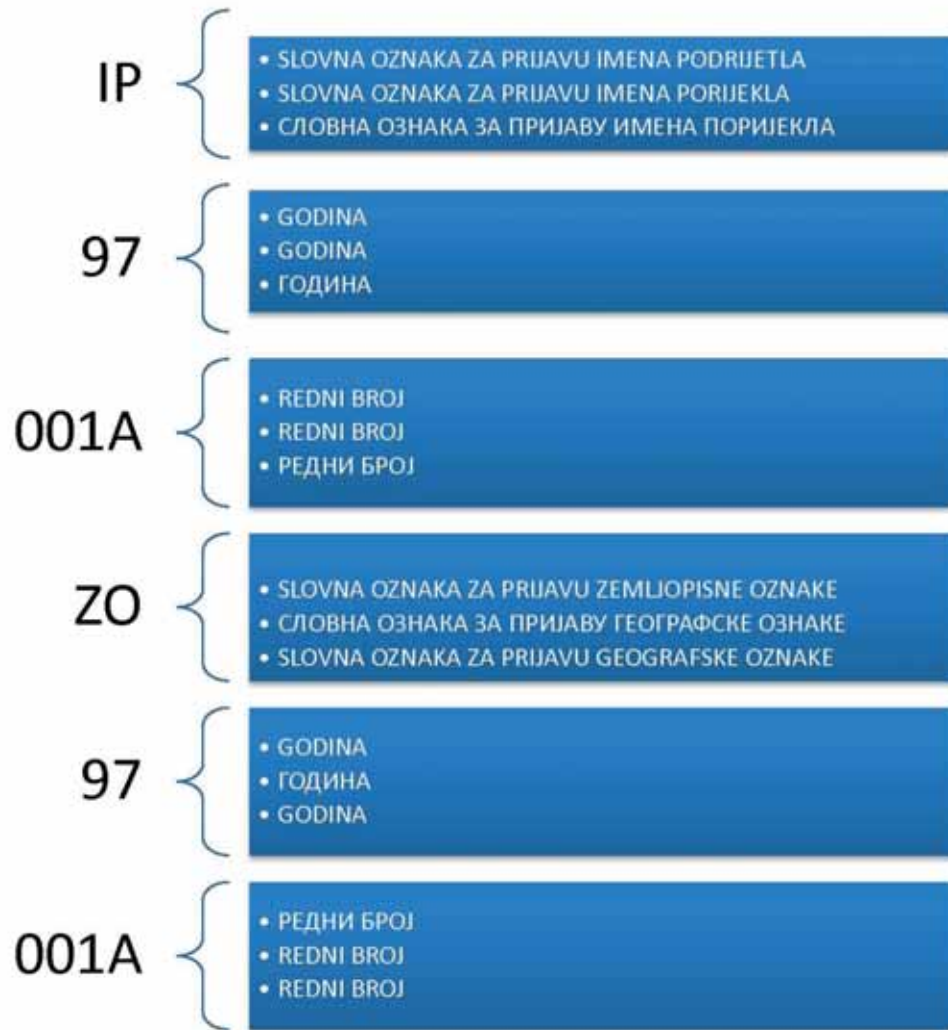 IP
• SLOVNA OZNAKA ZA PRIJAVU IMENA PODRIJETLA
• SLOVNA OZNAKA ZA PRIJAVU IMENA PORIJEKLA
• СЛОВНА ОЗНАКА ЗА ПРИЈАВУ ИМЕНА ПОРИЈЕКЛА
97
• GODINA
• GODINA
• ГОДИНА
001A
• REDNI BROJ
• REDNI BROJ
• РЕДНИ БРОЈ
ZO
• SLOVNA OZNAKA ZA PRIJAVU ZEMLJOPISNE OZNAKE
• СЛОВНА ОЗНАКА ЗА ПРИЈАВУ ГЕОГРАФСКЕ ОЗНАКЕ
• SLOVNA OZNAKA ZA PRIJAVU GEOGRAFSKE OZNAKE
97
• GODINA
• ГОДИНА
• GODINA
001A
• РЕДНИ БРОЈ
• REDNI BROJ
• REDNI BROJ